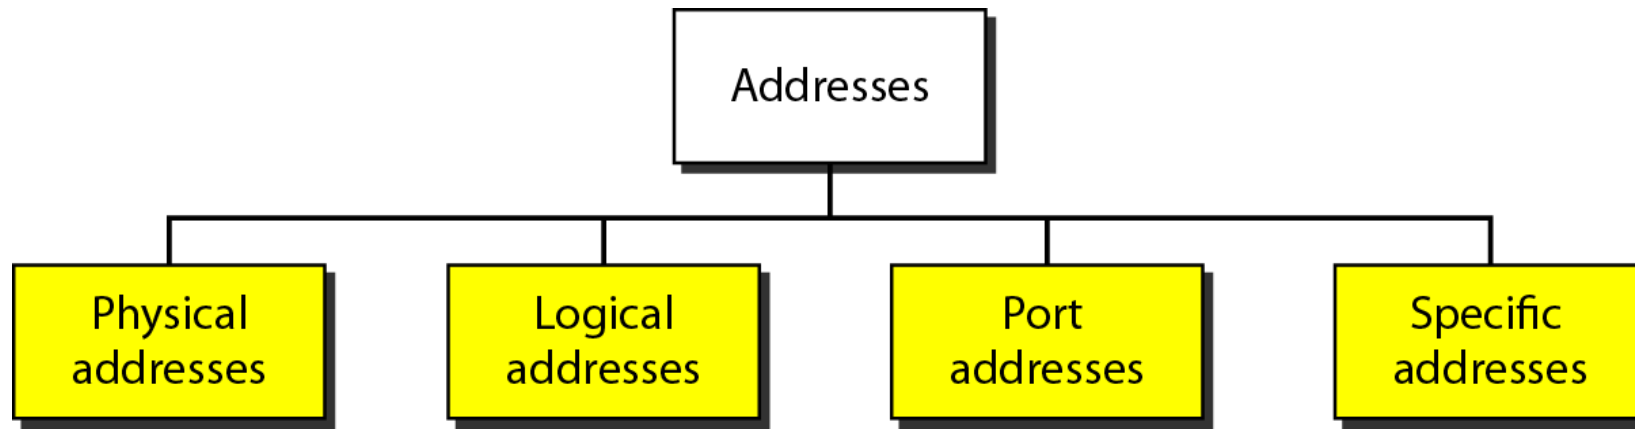 Addresses
Physical
addresses
Logical
addresses
Port
addresses
Specific
addresses